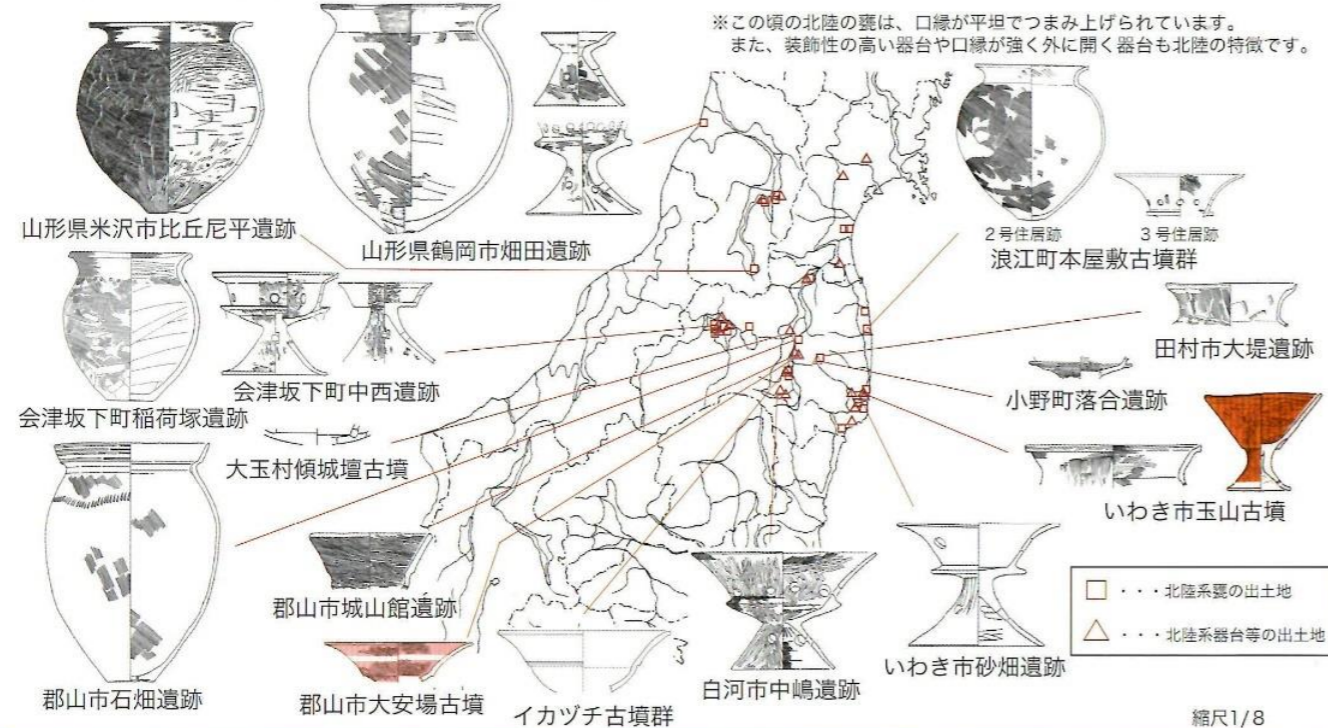 ※この頃の北陸の甕は、口縁が平坦でつまみ上げられています。
また、装飾性の高い器台や口縁が強く外に開く器台も北陸の特徴です。
山形県米沢市比丘尼平遺跡
山形県鶴岡市畑田遺跡
2号住居跡
3号住居跡
浪江町本屋敷古墳群
田村市大堤遺跡
会津坂下町中西遺跡
会津坂下町稲荷塚遺跡
小野町落合遺跡
大玉村傾城壇古墳
いわき市玉山古墳
郡山市城山館遺跡
郡山市石畑遺跡
郡山市大安場古墳
イカヅチ古墳群
白河市中嶋遺跡
いわき市砂畑遺跡
□・・・北陸系甕の出土地
△・・・北陸系器台等の出土地
縮尺1/8